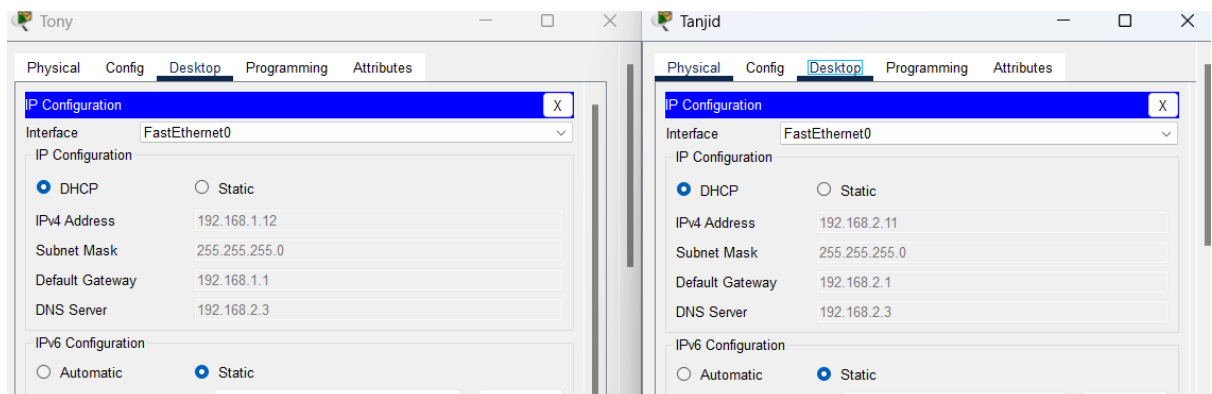 Tony
Physical Config Desktop Programming Attributes
IP Configuration X
Interface FastEthernet0
IP Configuration
DHCP Static
IPv4 Address 192.168.1.12
Subnet Mask 255.255.255.0
Default Gateway 192.168.1.1
DNS Server 192.168.2.3
IPv6 Configuration
Automatic Static
Tanjid
Physical Config Desktop Programming Attributes
IP Configuration X
Interface FastEthernet0
IP Configuration
DHCP Static
IPv4 Address 192.168.2.11
Subnet Mask 255.255.255.0
Default Gateway 192.168.2.1
DNS Server 192.168.2.3
IPv6 Configuration
Automatic Static